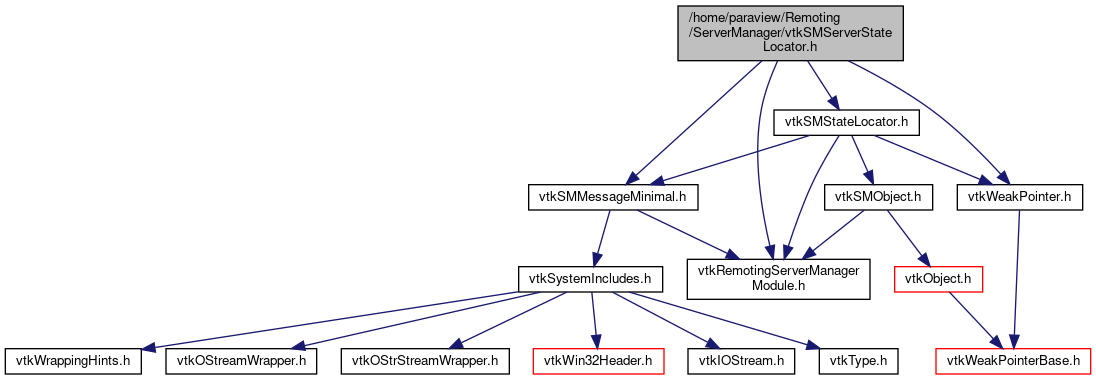 /home/paraview/Remoting
/ServerManager/vtkSMServerState
Locator.h
vtkSMStateLocator.h
vtkSMMessageMinimal.h
vtkSMObject.h
vtkWeakPointer.h
vtkSystemIncludes.h
vtkRemotingServerManager
Module.h
vtkObject.h
vtkWrappingHints.h
vtkOStreamWrapper.h
vtkOStrStreamWrapper.h
vtkWin32Header.h
vtkIOStream.h
vtkType.h
vtkWeakPointerBase.h